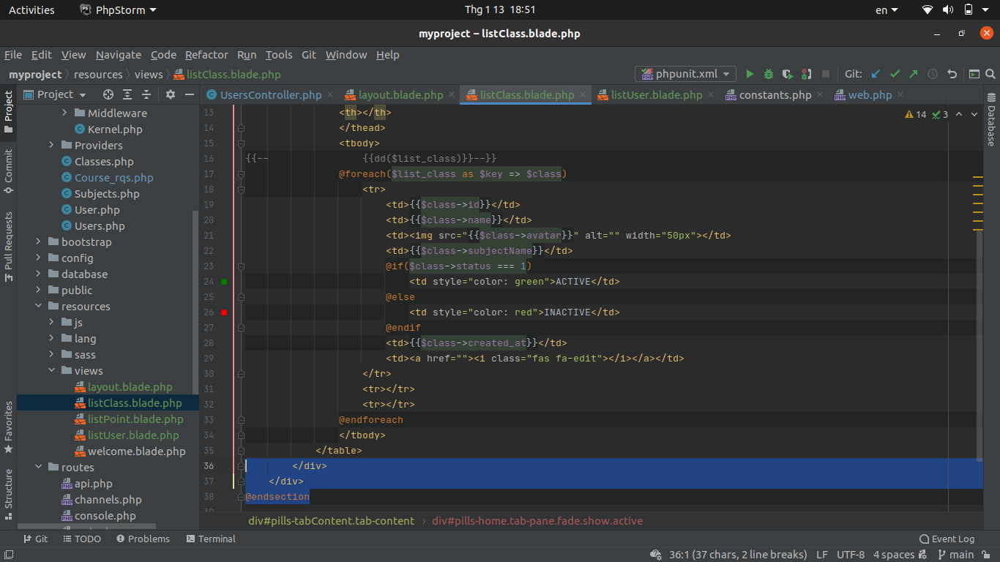 Activities PhpStorm Thg 1 13 18:51 en
myproject – listClass.blade.php
File Edit View Navigate Code Refactor Run Tools Git Window Help
myproject resources views listClass.blade.php phpunit.xml Git:
Project UsersController.php layout.blade.php listClass.blade.php listUser.blade.php constants.php web.php
Project
Commit
Pull Requests
Favorites
Structure
Database
Middleware
Kernel.php
Providers
Classes.php
Course_rqs.php
Subjects.php
User.php
Users.php
bootstrap
config
database
public
resources
js
lang
sass
views
layout.blade.php
listClass.blade.php
listPoint.blade.php
listUser.blade.php
welcome.blade.php
routes
api.php
channels.php
console.php
14 3
13 <th></th>
14 </thead>
15 <tbody>
16 {{-- {{dd($list_class)}}--}}
17 @foreach($list_class as $key => $class)
18 <tr>
19 <td>{{$class->id}}</td>
20 <td>{{$class->name}}</td>
21 <td><img src="{{$class->avatar}}" alt="" width="50px"></td>
22 <td>{{$class->subjectName}}</td>
23 @if($class->status === 1)
24 <td style="color: green">ACTIVE</td>
25 @else
26 <td style="color: red">INACTIVE</td>
27 @endif
28 <td>{{$class->created_at}}</td>
29 <td><a href=""><i class="fas fa-edit"></i></a></td>
30 </tr>
31 <tr></tr>
32 <tr></tr>
33 @endforeach
34 </tbody>
35 </table>
36 </div>
37 </div>
38 @endsection
div#pills-tabContent.tab-content div#pills-home.tab-pane.fade.show.active
Git TODO Problems Terminal Event Log
36:1 (37 chars, 2 line breaks) LF UTF-8 4 spaces main